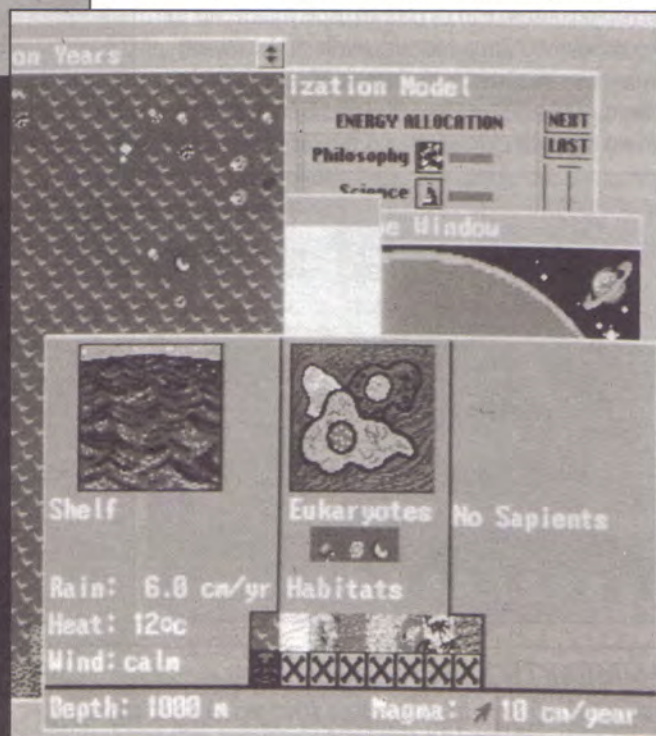 on Years
ization Model
ENERGY ALLOCATION
NEXT
LAST
Philosophy
Science
Window
Shelf
Eukaryotes
No Sapients
Rain: 6.0 cm/yr
Habitats
Heat: 12oc
Wind: calm
XXXXXXX
Depth: 1000 m
Magma: 10 cm/year